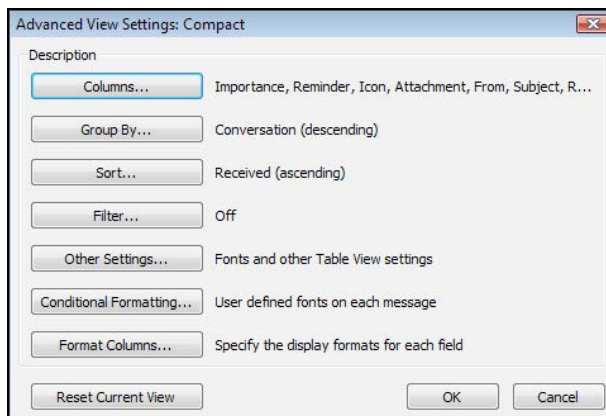 Advanced View Settings: Compact
Description
Columns... Importance, Reminder, Icon, Attachment, From, Subject, R...
Group By... Conversation (descending)
Sort... Received (ascending)
Filter... Off
Other Settings... Fonts and other Table View settings
Conditional Formatting... User defined fonts on each message
Format Columns... Specify the display formats for each field
Reset Current View OK Cancel